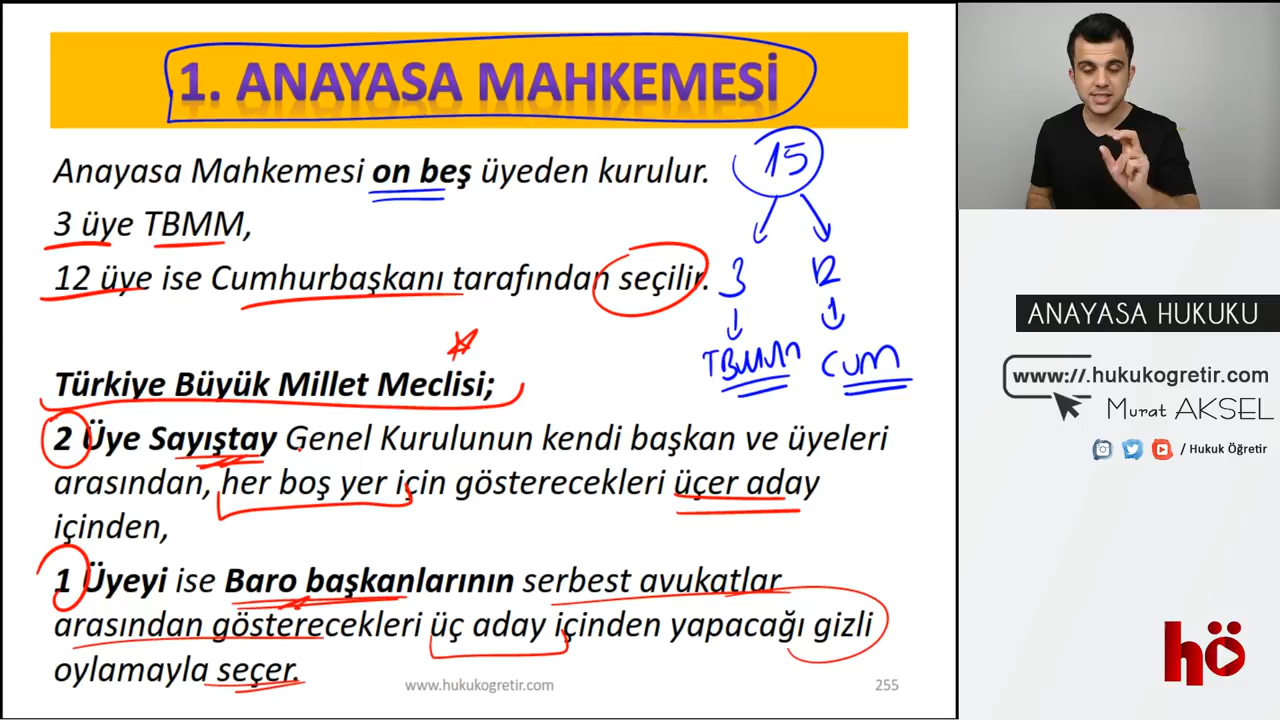 1. ANAYASA MAHKEMESİ
Anayasa Mahkemesi on beş üyeden kurulur.
3 üye TBMM,
12 üye ise Cumhurbaşkanı tarafından seçilir.
15
3 12
TBMM CUM
Türkiye Büyük Millet Meclisi;
2 Üye Sayıştay Genel Kurulunun kendi başkan ve üyeleri
arasından, her boş yer için gösterecekleri üçer aday
içinden,
1 Üyeyi ise Baro başkanlarının serbest avukatlar
arasından gösterecekleri üç aday içinden yapacağı gizli
oylamayla seçer.
www.hukukogretir.com 255
ANAYASA HUKUKU
www://.hukukogretir.com
Murat AKSEL
/ Hukuk Öğretir
hö